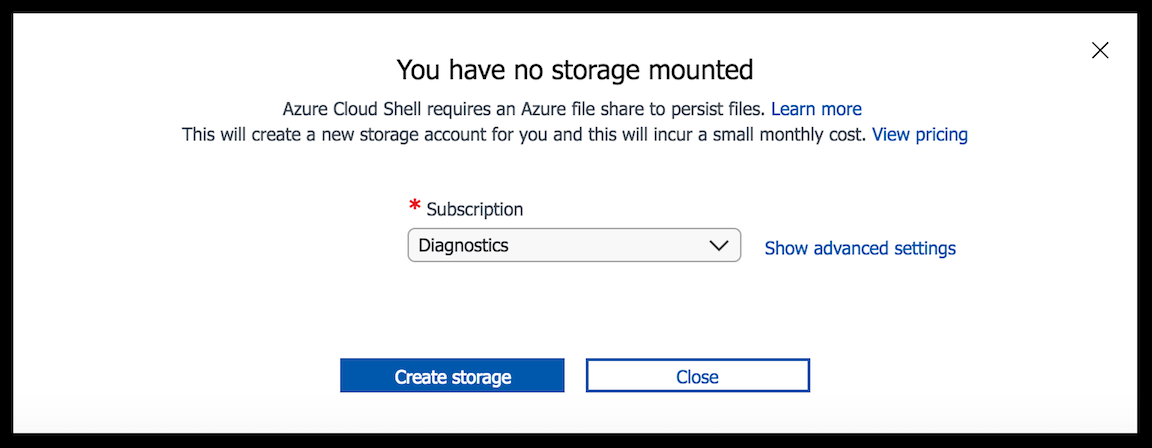 You have no storage mounted
Azure Cloud Shell requires an Azure file share to persist files. Learn more
This will create a new storage account for you and this will incur a small monthly cost. View pricing
* Subscription
Diagnostics
Show advanced settings
Create storage
Close